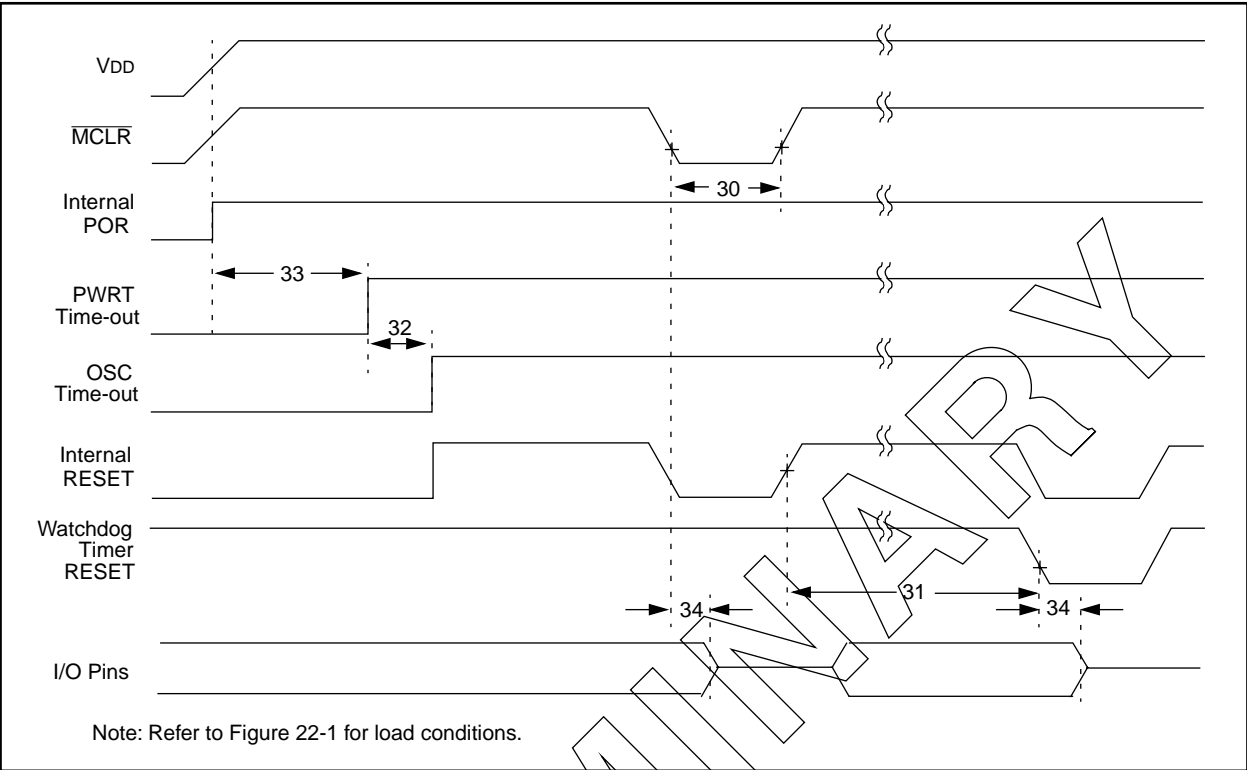 VDD
MCLR
30
Internal
POR
33
PWRT
Time-out
32
OSC
Time-out
Internal
RESET
Watchdog
Timer
RESET
31
34
34
I/O Pins
Note: Refer to Figure 22-1 for load conditions.
INARY